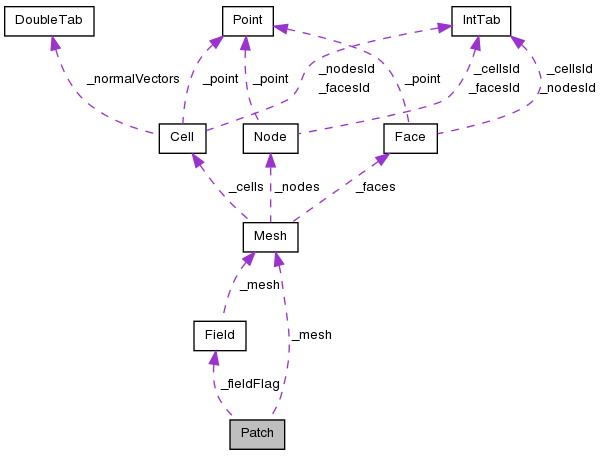 DoubleTab
Point
IntTab
_normalVectors
_point
_point
_nodesId
_facesId
_point
_cellsId
_facesId
_cellsId
_nodesId
Cell
Node
Face
_cells
_nodes
_faces
Mesh
_mesh
_mesh
Field
_fieldFlag
Patch